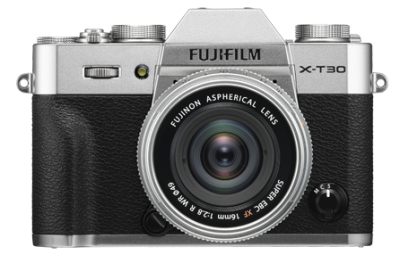 FUJIFILM
X-T30
FUJINON ASPHERICAL LENS
SUPER EBC XF 16mm 1:2.8 R WR ø49
M C S